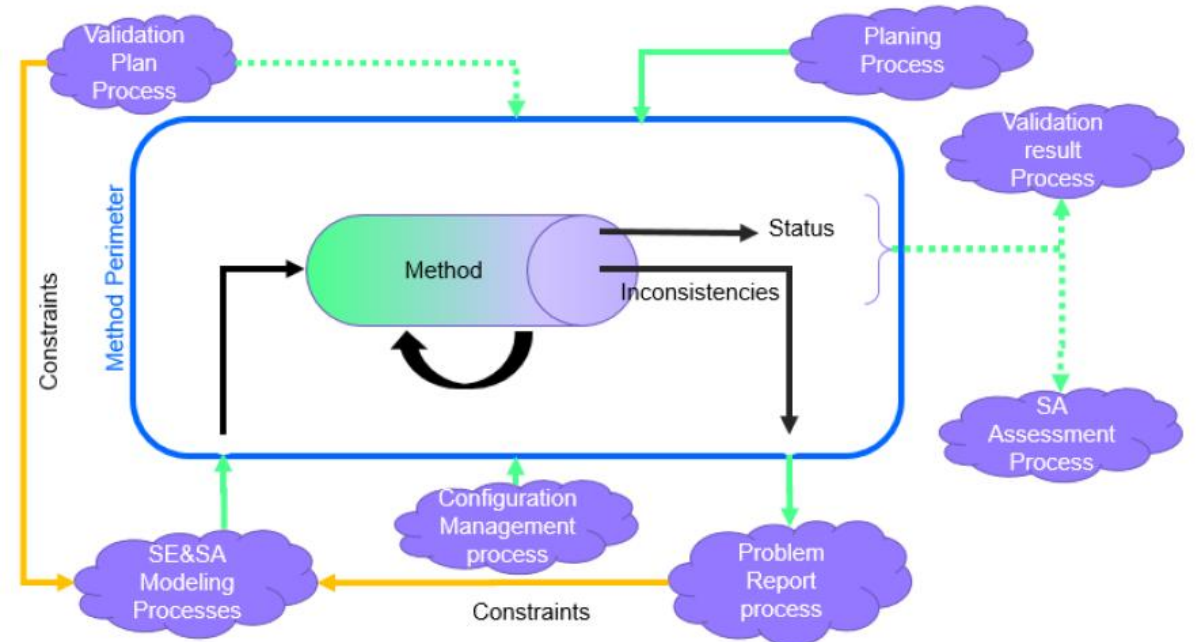 Validation
Plan
Process
Planing
Process
Validation
result
Process
Method Perimeter
Constraints
Method
Status
Inconsistencies
SA
Assessment
Process
Configuration
Management
process
SE&SA
Modeling
Processes
Problem
Report
process
Constraints